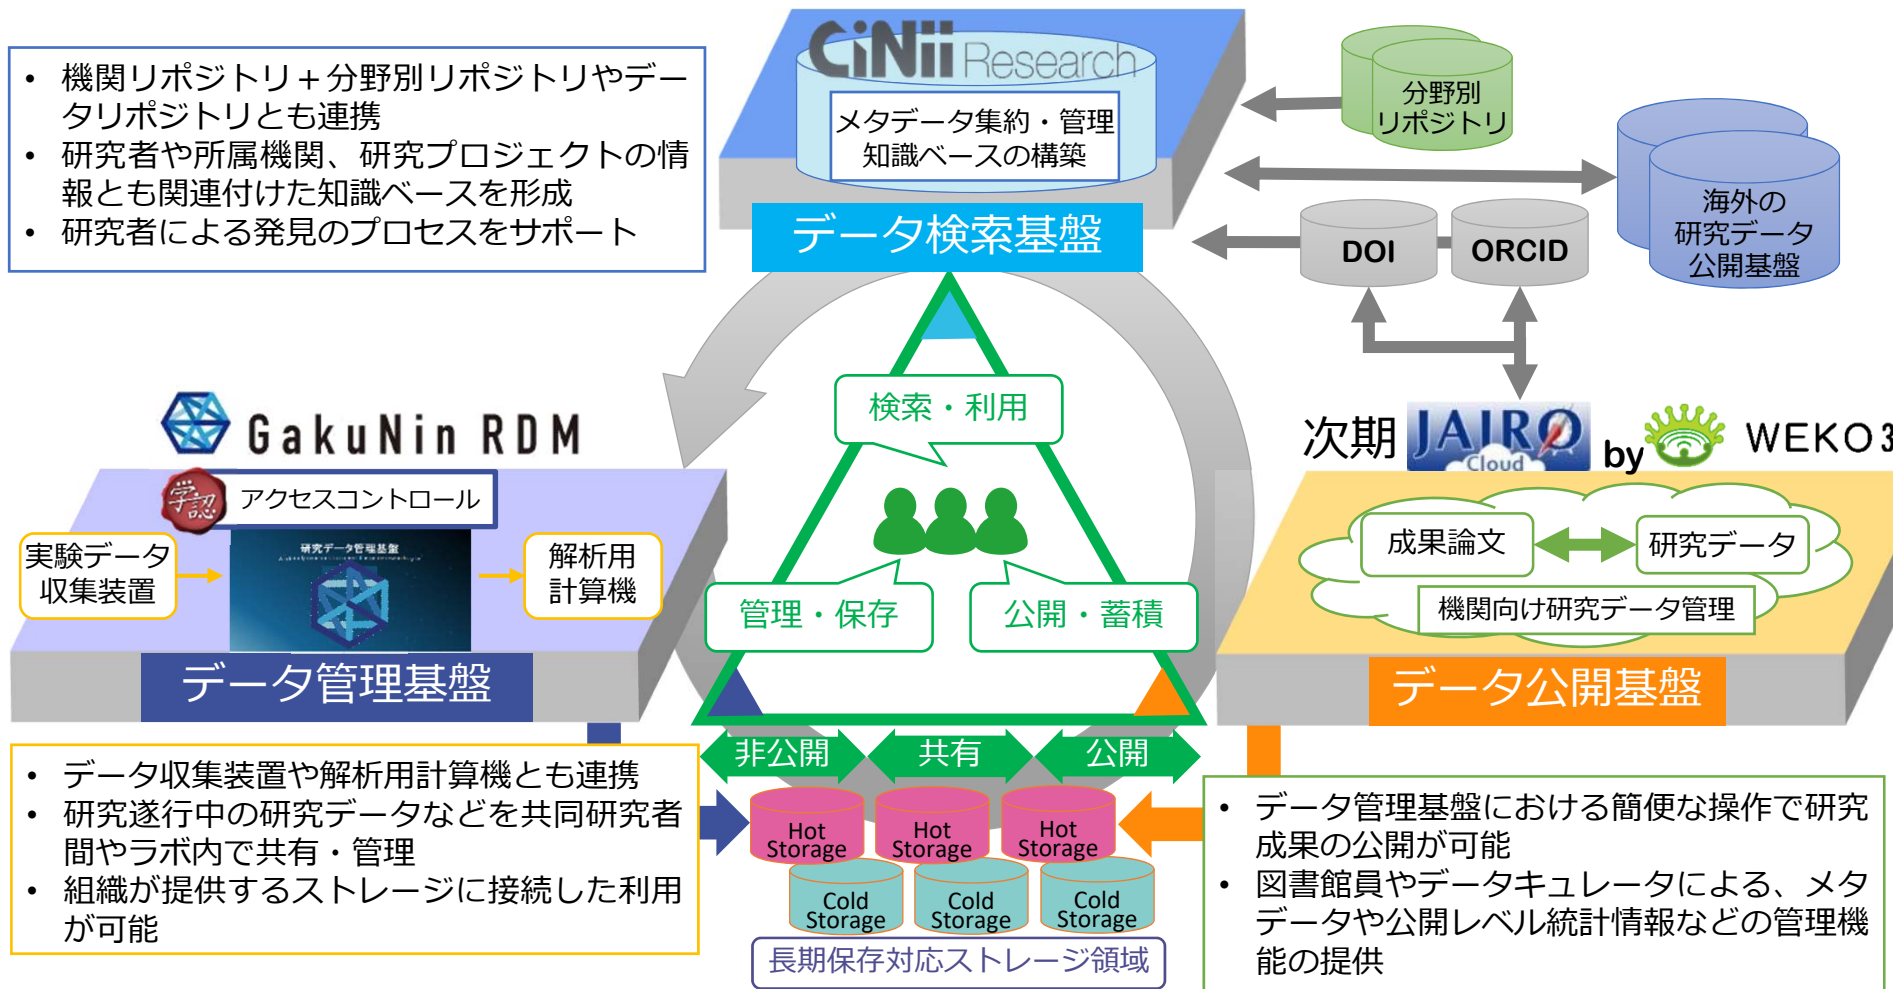 CiNii Research
メタデータ集約・管理
知識ベースの構築
データ検索基盤
• 機関リポジトリ＋分野別リポジトリやデー
タリポジトリとも連携
• 研究者や所属機関、研究プロジェクトの情
報とも関連付けた知識ベースを形成
• 研究者による発見のプロセスをサポート
分野別
リポジトリ
海外の
研究データ
公開基盤
DOI
ORCID
検索・利用
管理・保存
公開・蓄積
GakuNin RDM
学認
アクセスコントロール
実験データ
収集装置
研究データ管理基盤
解析用
計算機
データ管理基盤
次期 JAIRO Cloud by WEKO3
成果論文
研究データ
機関向け研究データ管理
データ公開基盤
非公開
共有
公開
• データ収集装置や解析用計算機とも連携
• 研究遂行中の研究データなどを共同研究者
間やラボ内で共有・管理
• 組織が提供するストレージに接続した利用
が可能
Hot
Storage
Hot
Storage
Hot
Storage
Cold
Storage
Cold
Storage
Cold
Storage
長期保存対応ストレージ領域
• データ管理基盤における簡便な操作で研究
成果の公開が可能
• 図書館員やデータキュレータによる、メタ
データや公開レベル統計情報などの管理機
能の提供